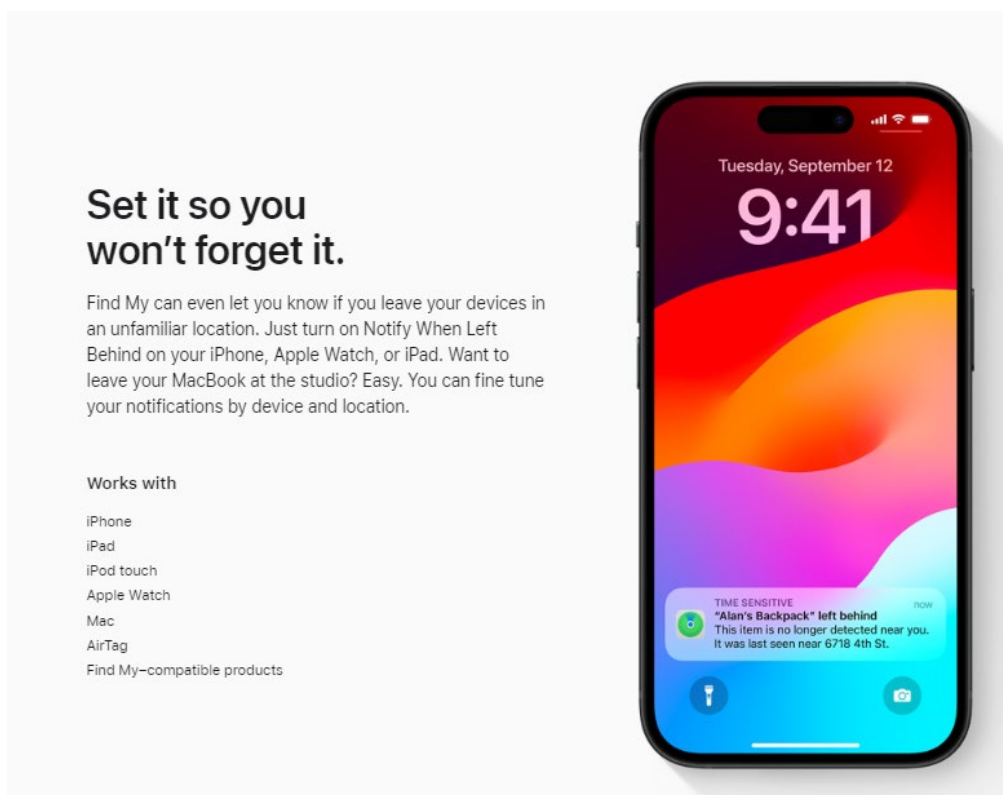 Set it so you
won’t forget it.
Find My can even let you know if you leave your devices in
an unfamiliar location. Just turn on Notify When Left
Behind on your iPhone, Apple Watch, or iPad. Want to
leave your MacBook at the studio? Easy. You can fine tune
your notifications by device and location.
Works with
iPhone
iPad
iPod touch
Apple Watch
Mac
AirTag
Find My–compatible products
Tuesday, September 12
9:41
TIME SENSITIVE
now
“Alan’s Backpack” left behind
This item is no longer detected near you.
It was last seen near 6718 4th St.